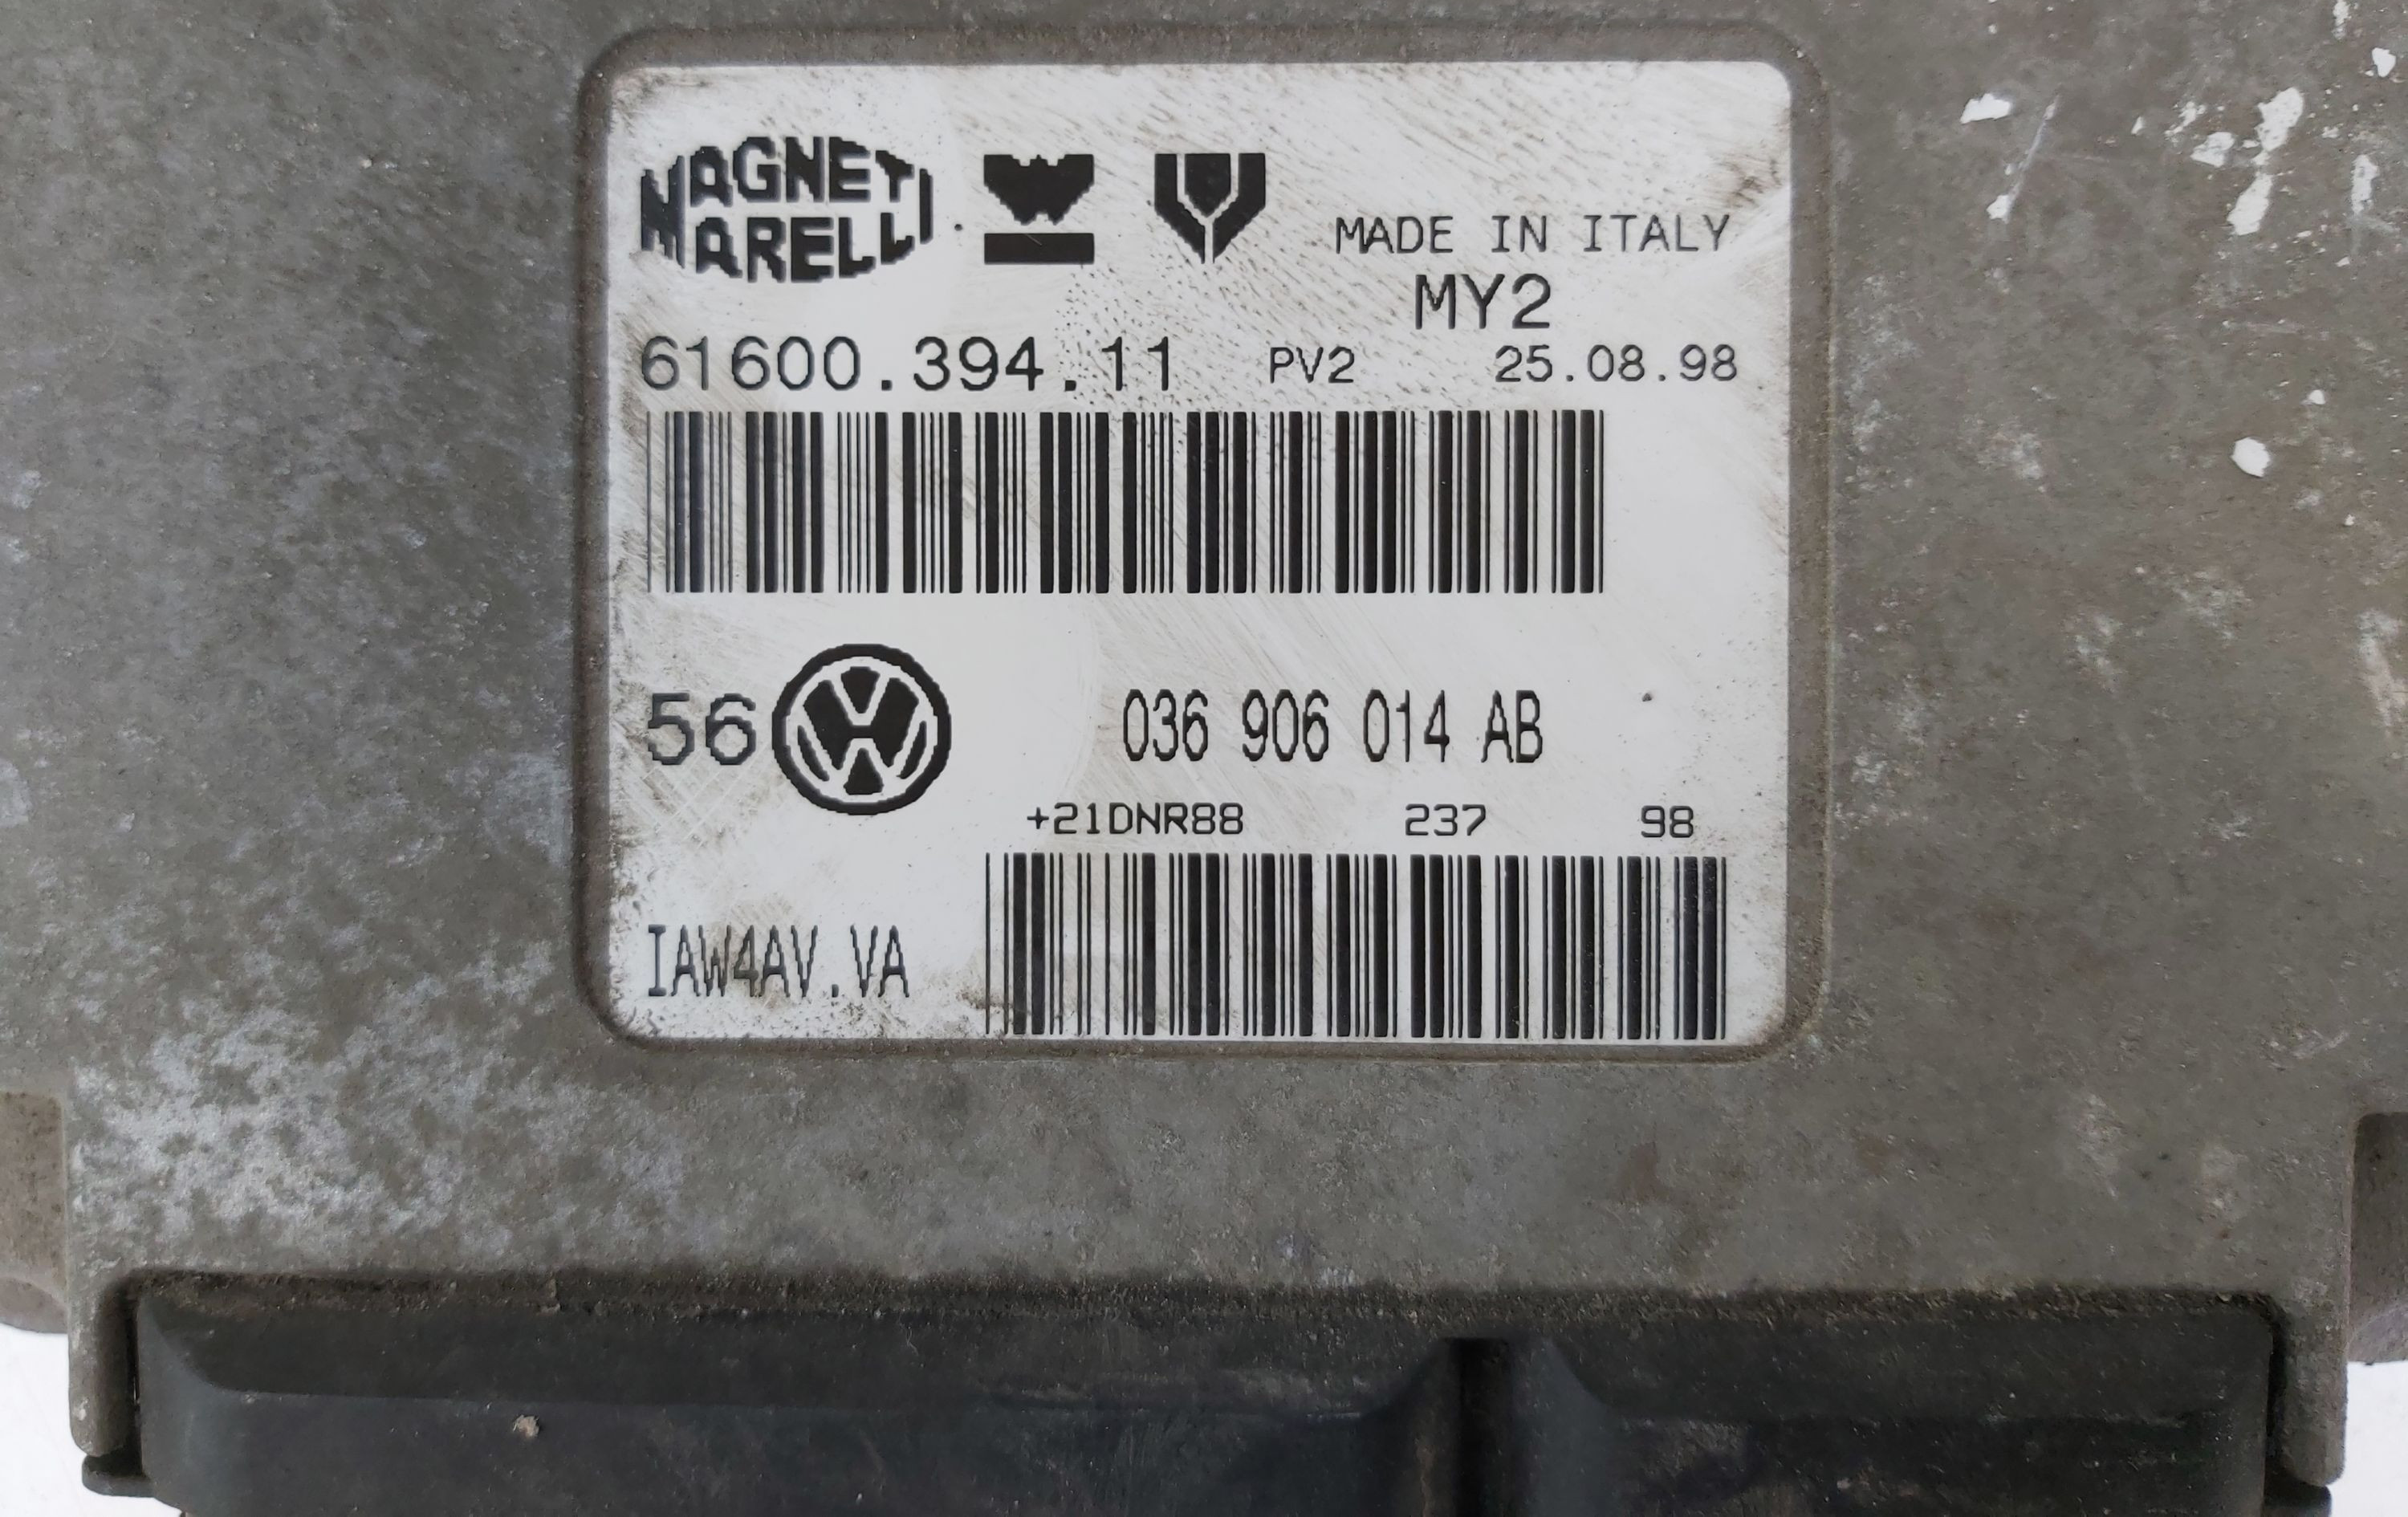 MAGNETI
MARELLI
MADE IN ITALY
MY2
61600.394.11 PV2 25.08.98
56 036 906 014 AB
+21DNR88 237 98
IAW4AV.VA